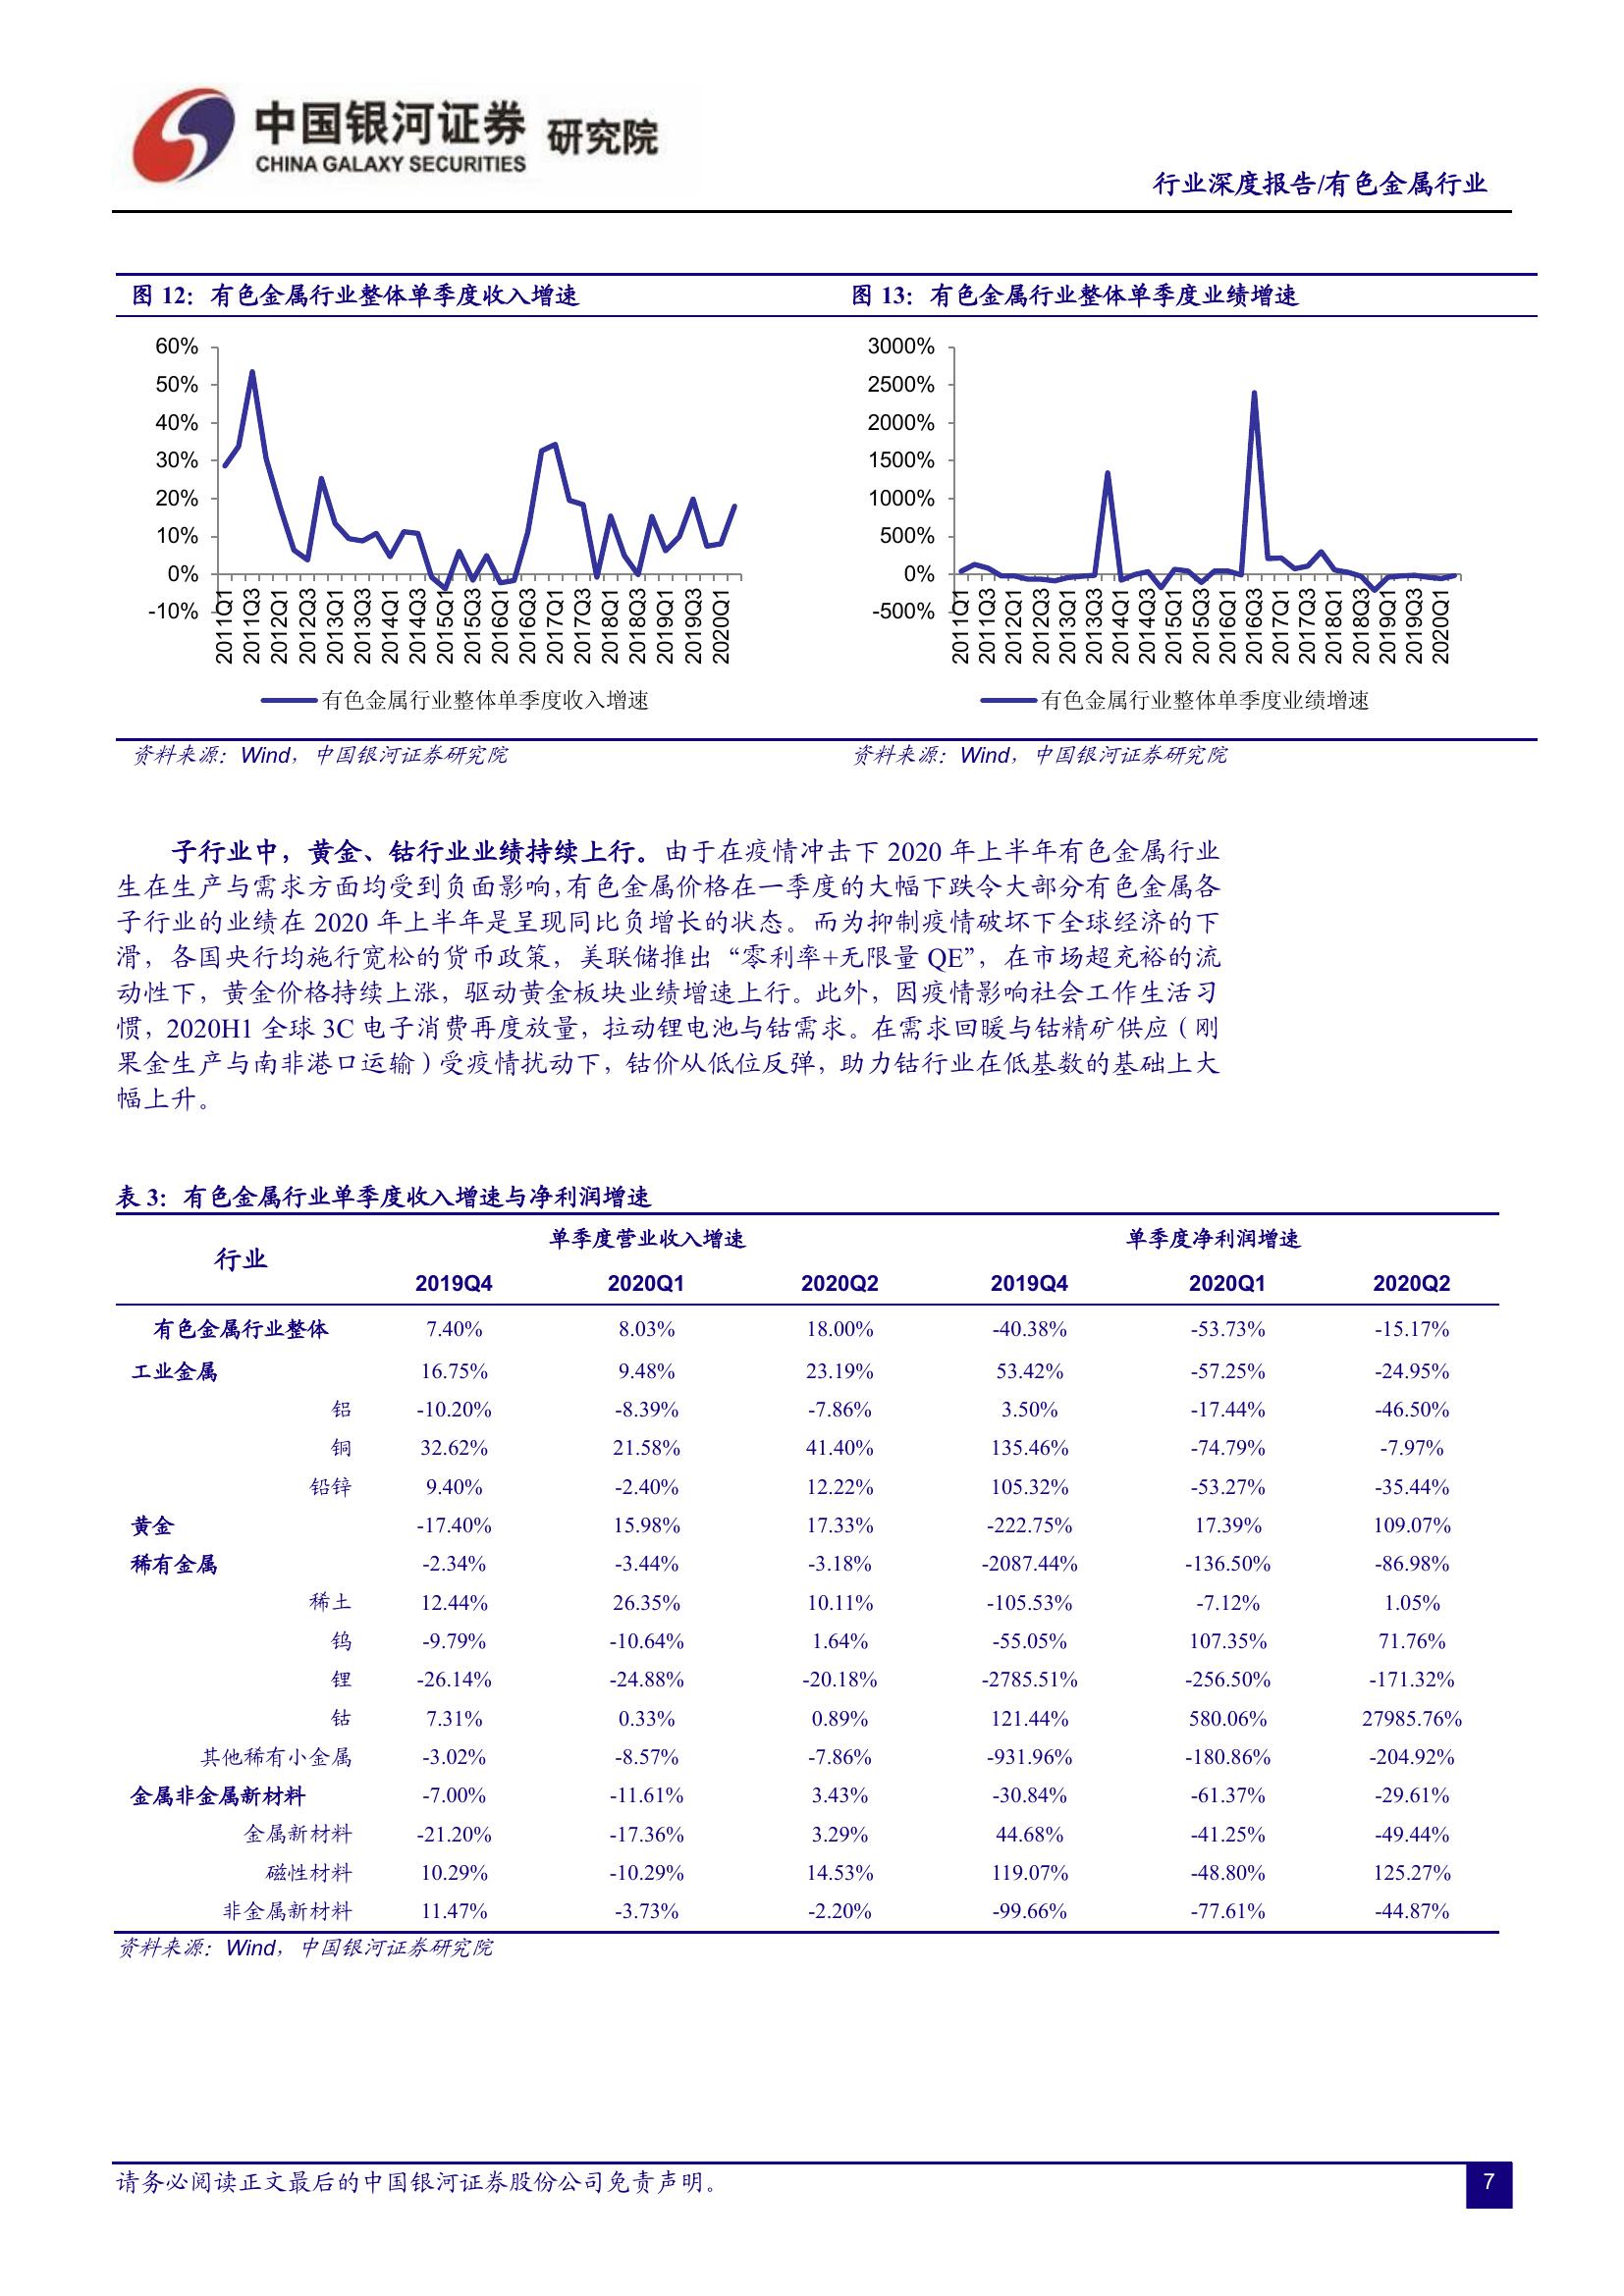 中国银河证券 研究院
CHINA GALAXY SECURITIES
行业深度报告/有色金属行业
图 12：有色金属行业整体单季度收入增速
60%
50%
40%
30%
20%
10%
0%
-10%
2011Q1
2011Q3
2012Q1
2012Q3
2013Q1
2013Q3
2014Q1
2014Q3
2015Q1
2015Q3
2016Q1
2016Q3
2017Q1
2017Q3
2018Q1
2018Q3
2019Q1
2019Q3
2020Q1
有色金属行业整体单季度收入增速
资料来源：Wind，中国银河证券研究院
图 13：有色金属行业整体单季度业绩增速
3000%
2500%
2000%
1500%
1000%
500%
0%
-500%
2011Q1
2011Q3
2012Q1
2012Q3
2013Q1
2013Q3
2014Q1
2014Q3
2015Q1
2015Q3
2016Q1
2016Q3
2017Q1
2017Q3
2018Q1
2018Q3
2019Q1
2019Q3
2020Q1
有色金属行业整体单季度业绩增速
资料来源：Wind，中国银河证券研究院
子行业中，黄金、钴行业业绩持续上行。由于在疫情冲击下 2020 年上半年有色金属行业
生在生产与需求方面均受到负面影响，有色金属价格在一季度的大幅下跌令大部分有色金属各
子行业的业绩在 2020 年上半年是呈现同比负增长的状态。而为抑制疫情破坏下全球经济的下
滑，各国央行均施行宽松的货币政策，美联储推出“零利率+无限量 QE”，在市场超充裕的流
动性下，黄金价格持续上涨，驱动黄金板块业绩增速上行。此外，因疫情影响社会工作生活习
惯，2020H1 全球 3C 电子消费再度放量，拉动锂电池与钴需求。在需求回暖与钴精矿供应（刚
果金生产与南非港口运输）受疫情扰动下，钴价从低位反弹，助力钴行业在低基数的基础上大
幅上升。
表 3：有色金属行业单季度收入增速与净利润增速
行业 单季度营业收入增速 单季度净利润增速
2019Q4 2020Q1 2020Q2 2019Q4 2020Q1 2020Q2
有色金属行业整体 7.40% 8.03% 18.00% -40.38% -53.73% -15.17%
工业金属 16.75% 9.48% 23.19% 53.42% -57.25% -24.95%
铝 -10.20% -8.39% -7.86% 3.50% -17.44% -46.50%
铜 32.62% 21.58% 41.40% 135.46% -74.79% -7.97%
铅锌 9.40% -2.40% 12.22% 105.32% -53.27% -35.44%
黄金 -17.40% 15.98% 17.33% -222.75% 17.39% 109.07%
稀有金属 -2.34% -3.44% -3.18% -2087.44% -136.50% -86.98%
稀土 12.44% 26.35% 10.11% -105.53% -7.12% 1.05%
钨 -9.79% -10.64% 1.64% -55.05% 107.35% 71.76%
锂 -26.14% -24.88% -20.18% -2785.51% -256.50% -171.32%
钴 7.31% 0.33% 0.89% 121.44% 580.06% 27985.76%
其他稀有小金属 -3.02% -8.57% -7.86% -931.96% -180.86% -204.92%
金属非金属新材料 -7.00% -11.61% 3.43% -30.84% -61.37% -29.61%
金属新材料 -21.20% -17.36% 3.29% 44.68% -41.25% -49.44%
磁性材料 10.29% -10.29% 14.53% 119.07% -48.80% 125.27%
非金属新材料 11.47% -3.73% -2.20% -99.66% -77.61% -44.87%
资料来源：Wind，中国银河证券研究院
请务必阅读正文最后的中国银河证券股份公司免责声明。
7